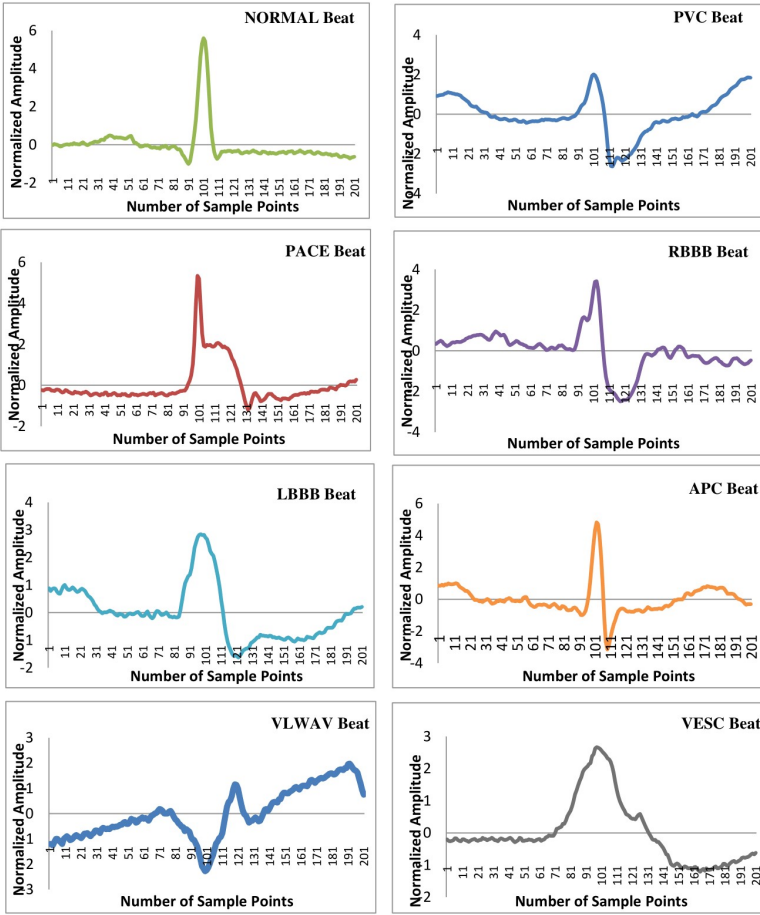 NORMAL Beat
Normalized Amplitude
6
4
2
0
-2
1 11 21 31 41 51 61 71 81 91 101 111 121 131 141 151 161 171 181 191 201
Number of Sample Points
PVC Beat
Normalized Amplitude
4
2
0
-2
-4
1 11 21 31 41 51 61 71 81 91 101 111 121 131 141 151 161 171 181 191 201
Number of Sample Points
PACE Beat
Normalized Amplitude
6
4
2
0
-2
1 11 21 31 41 51 61 71 81 91 101 111 121 131 141 151 161 171 181 191 201
Number of Sample Points
RBBB Beat
Normalized Amplitude
4
2
0
-2
-4
1 11 21 31 41 51 61 71 81 91 101 111 121 131 141 151 161 171 181 191 201
Number of Sample Points
LBBB Beat
Normalized Amplitude
4
3
2
1
0
1
-2
1 11 21 31 41 51 61 71 81 91 101 111 121 131 141 151 161 171 181 191 201
Number of Sample Points
APC Beat
Normalized Amplitude
6
4
2
0
-2
-4
1 11 21 31 41 51 61 71 81 91 101 111 121 131 141 151 161 171 181 191 201
Number of Sample Points
VLWAV Beat
Normalized Amplitude
3
2
1
0
1
2
3
1 11 21 31 41 51 61 71 81 91 101 111 121 131 141 151 161 171 181 191 201
Number of Sample Points
VESC Beat
Normalized Amplitude
3
2
1
0
1
2
1 11 21 31 41 51 61 71 81 91 101 111 121 131 141 151 161 171 181 191 201
Number of Sample Points